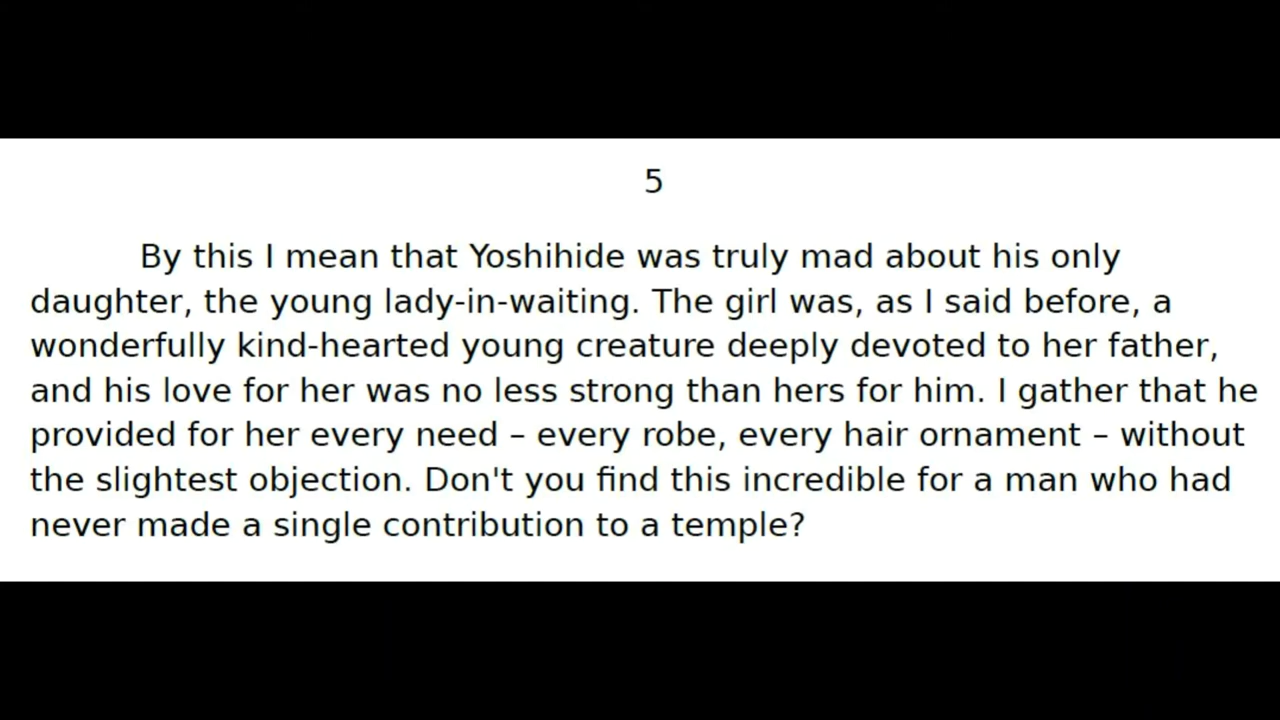 5
By this I mean that Yoshihide was truly mad about his only
daughter, the young lady-in-waiting. The girl was, as I said before, a
wonderfully kind-hearted young creature deeply devoted to her father,
and his love for her was no less strong than hers for him. I gather that he
provided for her every need – every robe, every hair ornament – without
the slightest objection. Don't you find this incredible for a man who had
never made a single contribution to a temple?